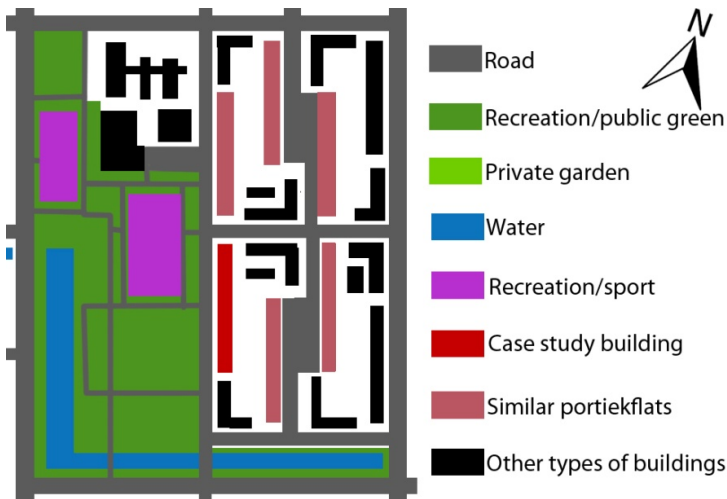 N
Road
Recreation/public green
Private garden
Water
Recreation/sport
Case study building
Similar portiekflats
Other types of buildings